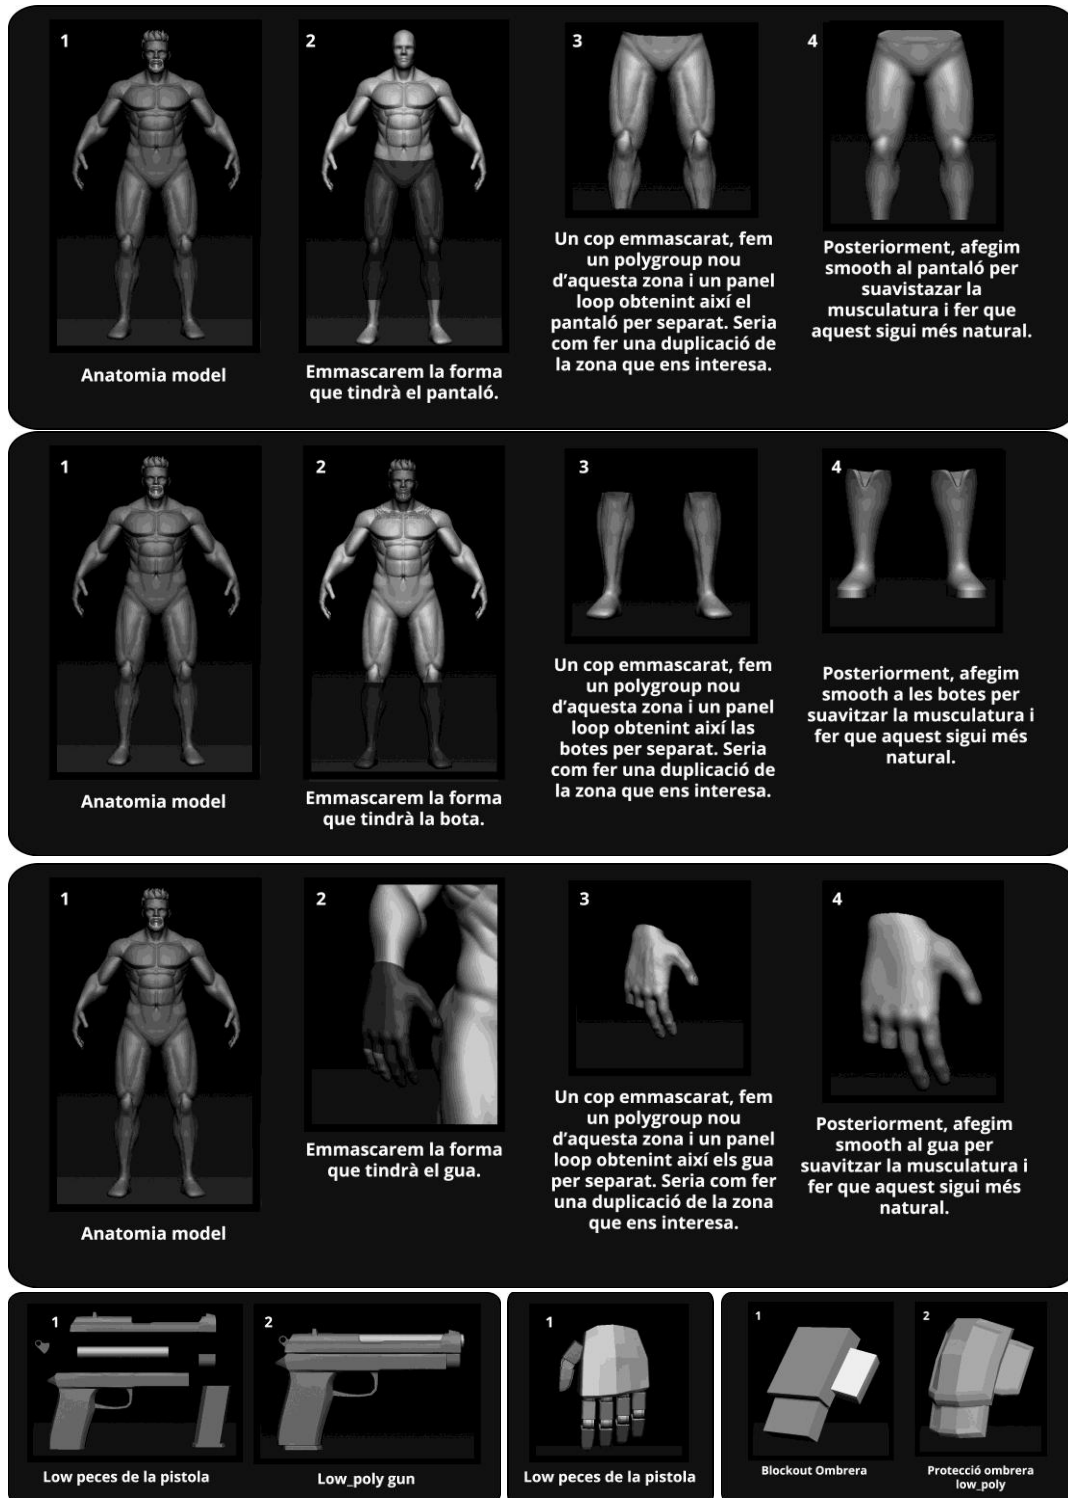 1
2
3
4
Anatomia model
Emmascarem la forma
que tindrà el pantaló.
Un cop emmascarat, fem
un polygroup nou
d'aquesta zona i un panel
loop obtenint així el
pantaló per separat. Seria
com fer una duplicació de
la zona que ens interesa.
Posteriorment, afegim
smooth al pantaló per
suavistazar la
musculatura i fer que
aquest sigui més natural.
1
2
3
4
Anatomia model
Emmascarem la forma
que tindrà la bota.
Un cop emmascarat, fem
un polygroup nou
d'aquesta zona i un panel
loop obtenint així las
botes per separat. Seria
com fer una duplicació de
la zona que ens interesa.
Posteriorment, afegim
smooth a les botes per
suavitzar la musculatura i
fer que aquest sigui més
natural.
1
2
3
4
Anatomia model
Emmascarem la forma
que tindrà el gua.
Un cop emmascarat, fem
un polygroup nou
d'aquesta zona i un panel
loop obtenint així els gua
per separat. Seria com fer
una duplicació de la zona
que ens interesa.
Posteriorment, afegim
smooth al gua per
suavitzar la musculatura i
fer que aquest sigui més
natural.
1
2
Low peces de la pistola
Low_poly gun
1
Low peces de la pistola
1
2
Blockout Ombrera
Protecció ombrera
low_poly